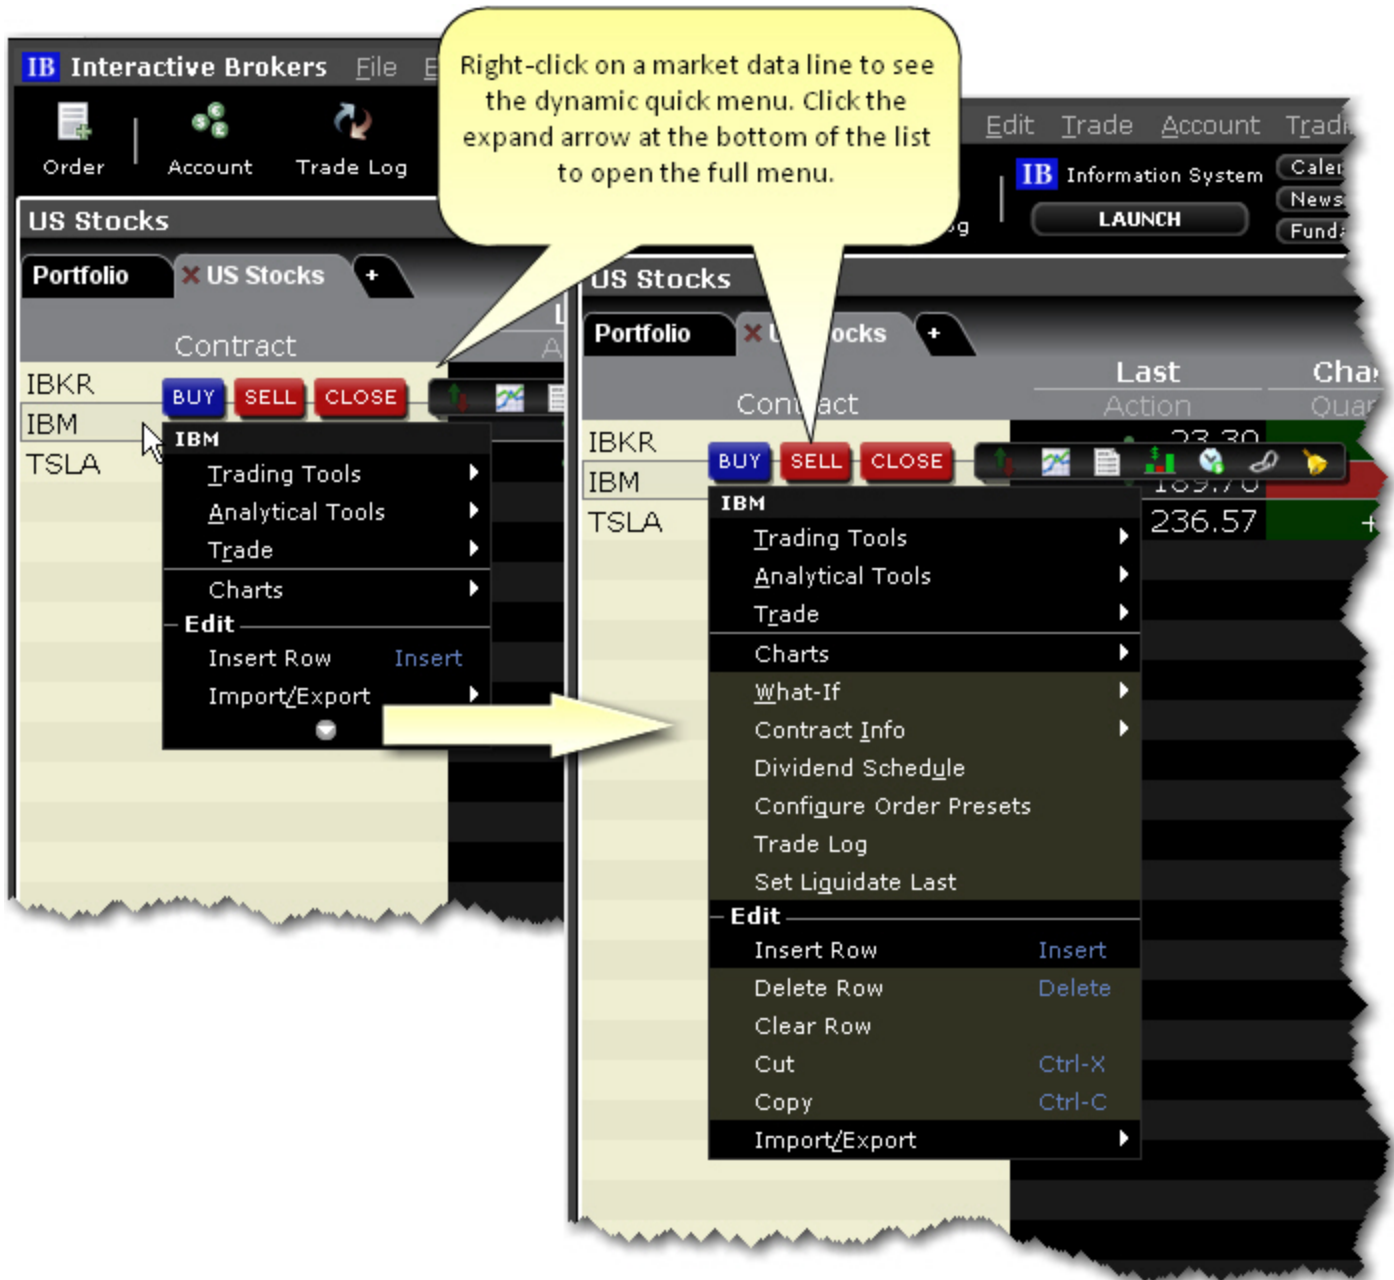 Right-click on a market data line to see
the dynamic quick menu. Click the
expand arrow at the bottom of the list
to open the full menu.
IB Interactive Brokers File
Order
Account
Trade Log
US Stocks
Portfolio
US Stocks
+
Contract
IBKR
BUY SELL CLOSE
IBM
TSLA
IBM
Trading Tools
Analytical Tools
Trade
Charts
Edit
Insert Row Insert
Import/Export
Edit Trade Account
IB Information System
LAUNCH
US Stocks
Portfolio
+
Last
Contract
Action
IBKR
23.30
BUY SELL CLOSE
IBM
189.70
TSLA
236.57 +
IBM
Trading Tools
Analytical Tools
Trade
Charts
What-If
Contract Info
Dividend Schedule
Configure Order Presets
Trade Log
Set Liquidate Last
Edit
Insert Row Insert
Delete Row Delete
Clear Row
Cut Ctrl-X
Copy Ctrl-C
Import/Export